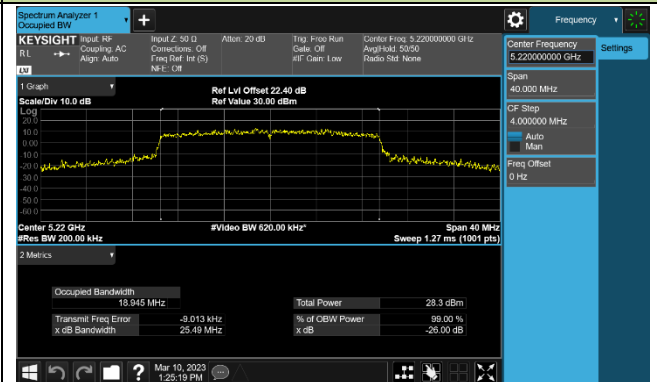 Spectrum Analyzer 1
Occupied BW
Frequency
KEYSIGHT
RL
LXI
Input: RF
Coupling: AC
Align: Auto
Input Z: 50 Ω
Corrections: Off
Freq Ref: Int (S)
NFE: Off
Atten: 20 dB
Trig: Free Run
Gate: Off
#IF Gain: Low
Center Freq: 5.220000000 GHz
Avg|Hold: 50/50
Radio Std: None
Center Frequency
5.220000000 GHz
Settings
Span
40.000 MHz
CF Step
4.000000 MHz
Auto
Man
Freq Offset
0 Hz
1 Graph
Scale/Div 10.0 dB
Ref Lvl Offset 22.40 dB
Ref Value 30.00 dBm
Log
20.0
10.0
0.00
-10.0
-20.0
-30.0
-40.0
-50.0
-60.0
Center 5.22 GHz
#Video BW 620.00 kHz*
Span 40 MHz
#Res BW 200.00 kHz
Sweep 1.27 ms (1001 pts)
2 Metrics
Occupied Bandwidth
18.945 MHz
Total Power 28.3 dBm
Transmit Freq Error -9.013 kHz
% of OBW Power 99.00 %
x dB Bandwidth 25.49 MHz
x dB -26.00 dB
Mar 10, 2023
1:25:19 PM